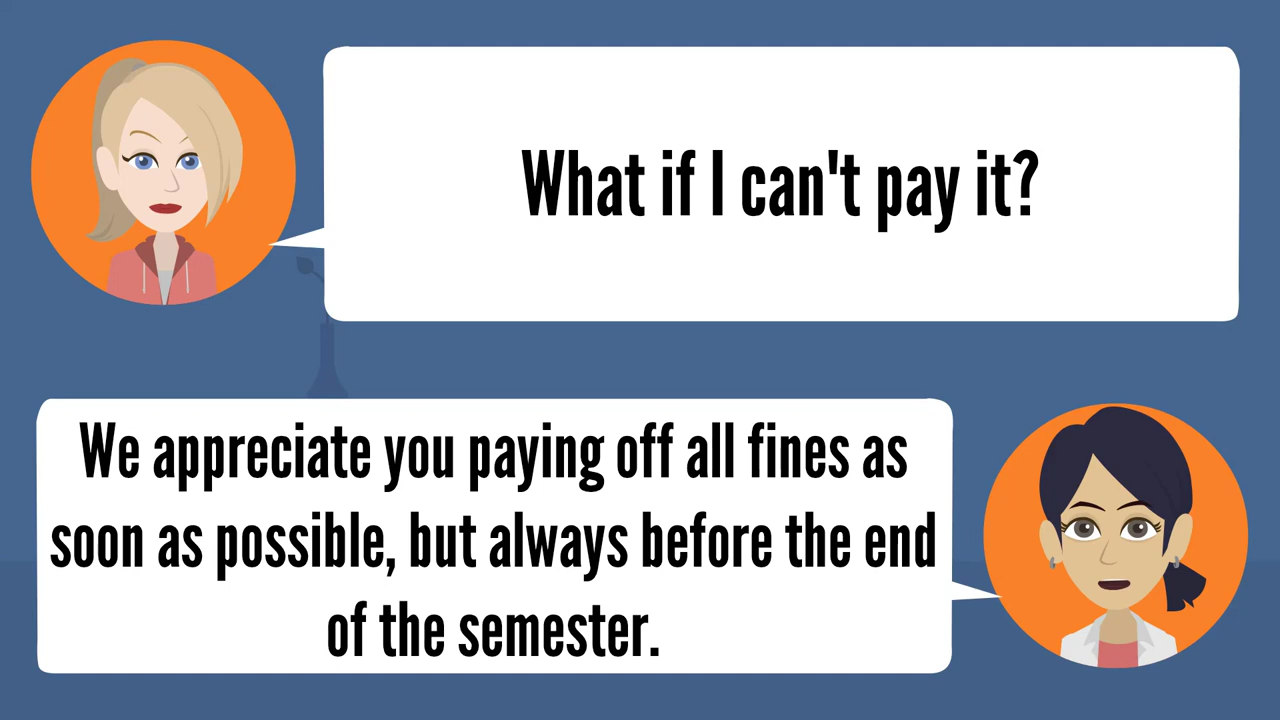 What if I can't pay it?
We appreciate you paying off all fines as
soon as possible, but always before the end
of the semester.